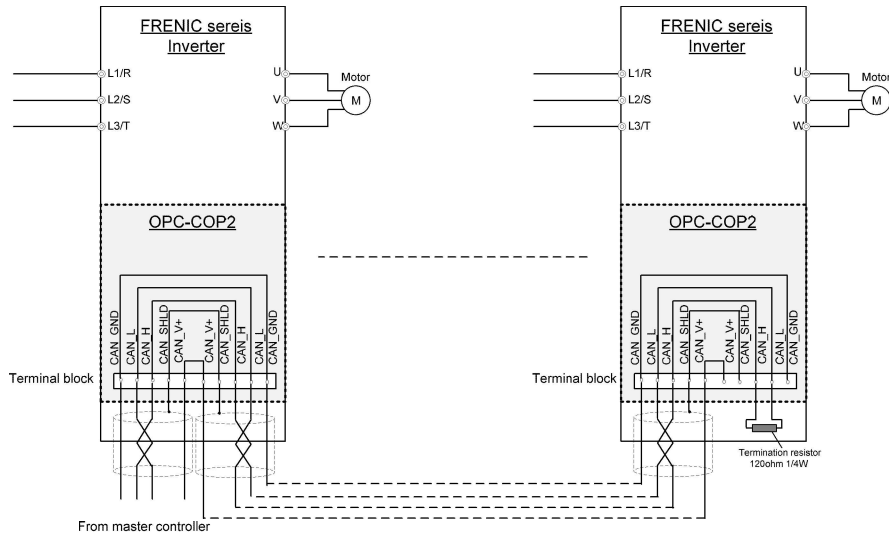 FRENIC sereis
Inverter
L1/R
L2/S
L3/T
U
V
W
Motor
M
OPC-COP2
CAN_GND
CAN_L
CAN_H
CAN_SHLD
CAN_V+
CAN_V+
CAN_SHLD
CAN_H
CAN_L
CAN_GND
Terminal block
From master controller
FRENIC sereis
Inverter
L1/R
L2/S
L3/T
U
V
W
Motor
M
OPC-COP2
CAN_GND
CAN_L
CAN_H
CAN_SHLD
CAN_V+
CAN_V+
CAN_SHLD
CAN_H
CAN_L
CAN_GND
Terminal block
Termination resistor
120ohm 1/4W